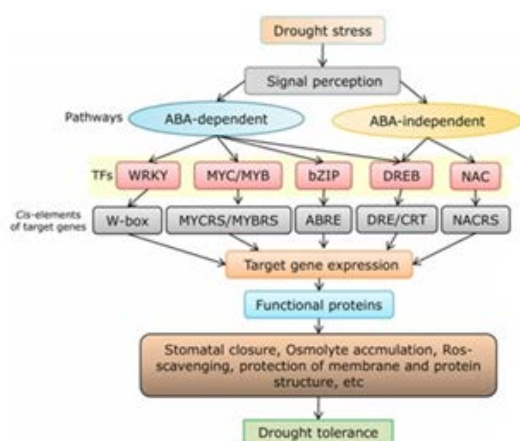 Drought stress
Signal perception
Pathways
ABA-dependent
ABA-independent
TFs
WRKY
MYC/MYB
bZIP
DREB
NAC
Cis-elements
of target genes
W-box
MYCRS/MYBRS
ABRE
DRE/CRT
NACRS
Target gene expression
Functional proteins
Stomatal closure, Osmolyte accmulation, Ros-
scavenging, protection of membrane and protein
structure, etc
Drought tolerance